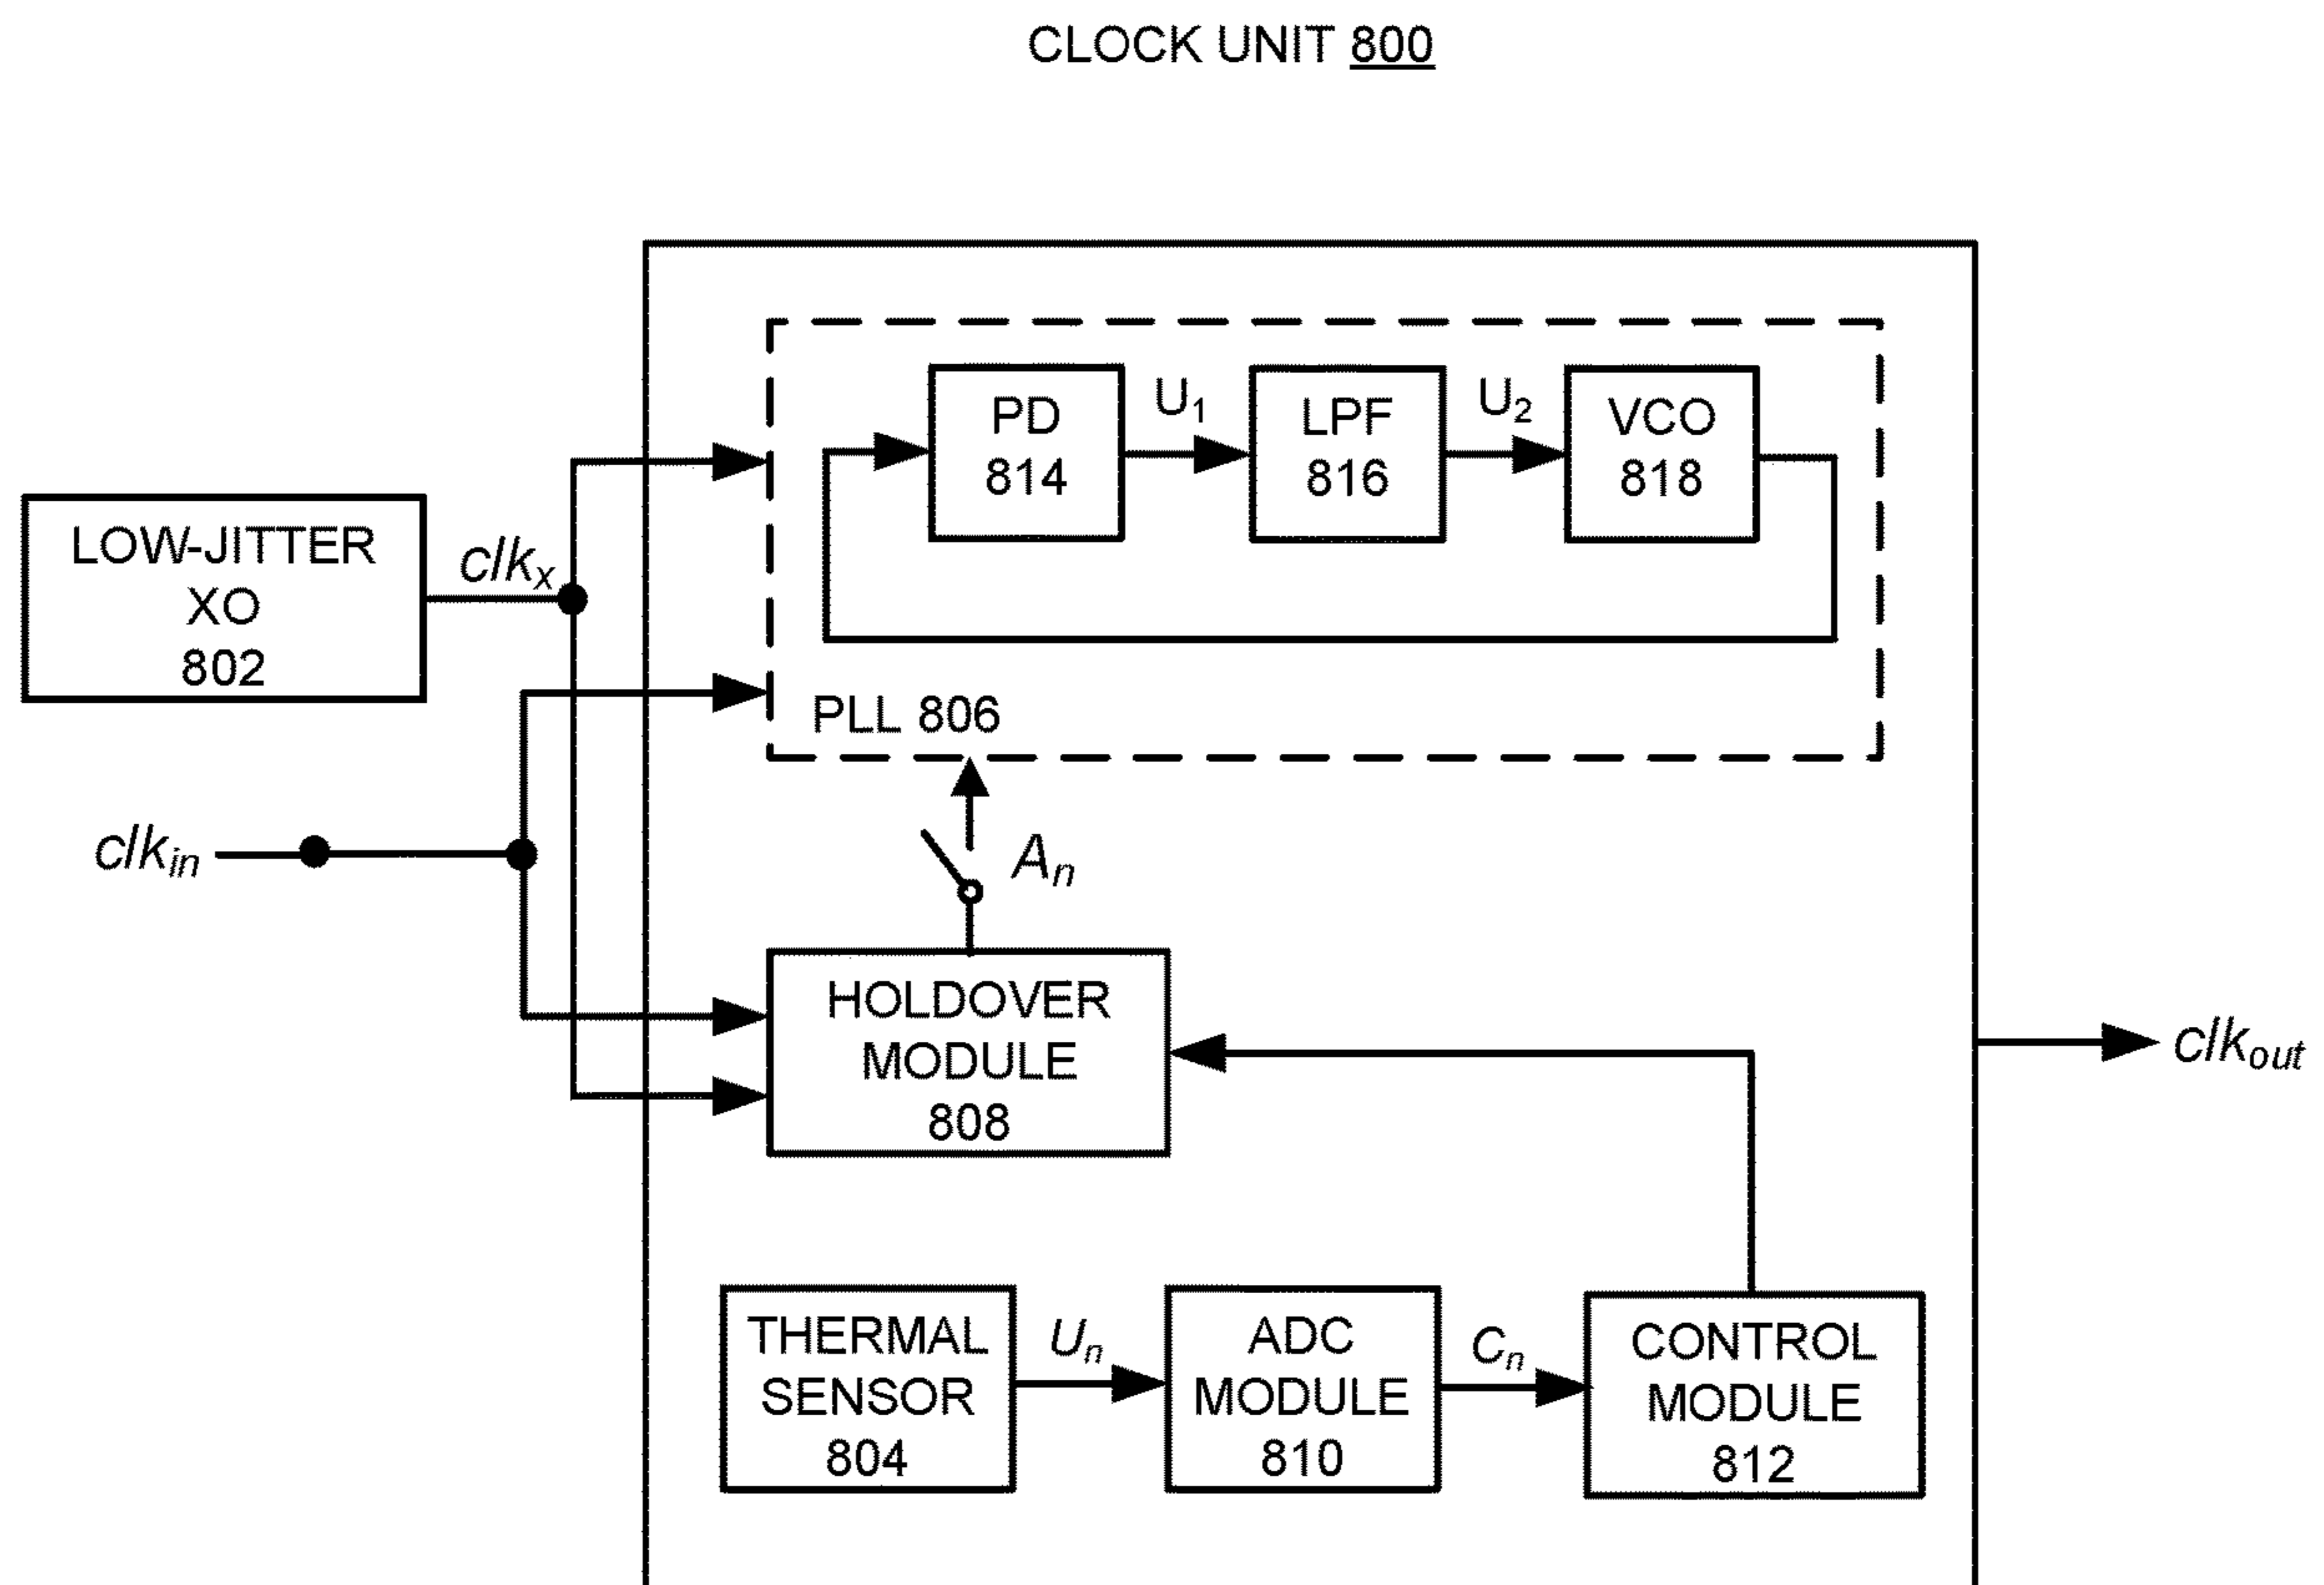 CLOCK UNIT 800
PD
814
U1
LPF
816
U2
VCO
818
LOW-JITTER
XO
802
clkx
PLL 806
clkin
An
HOLDOVER
MODULE
808
clkout
THERMAL
SENSOR
804
Un
ADC
MODULE
810
Cn
CONTROL
MODULE
812